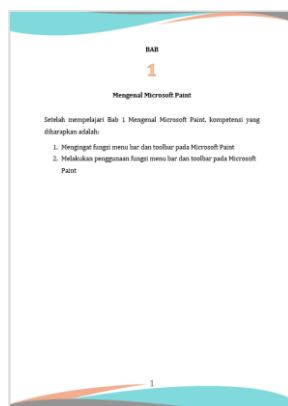 BAB
1
Mengenal Microsoft Paint
Setelah mempelajari Bab 1 Mengenal Microsoft Paint, kompetensi yang
diharapkan adalah:
1. Mengingat fungsi menu bar dan toolbar pada Microsoft Paint
2. Melakukan penggunaan fungsi menu bar dan toolbar pada Microsoft
Paint
1